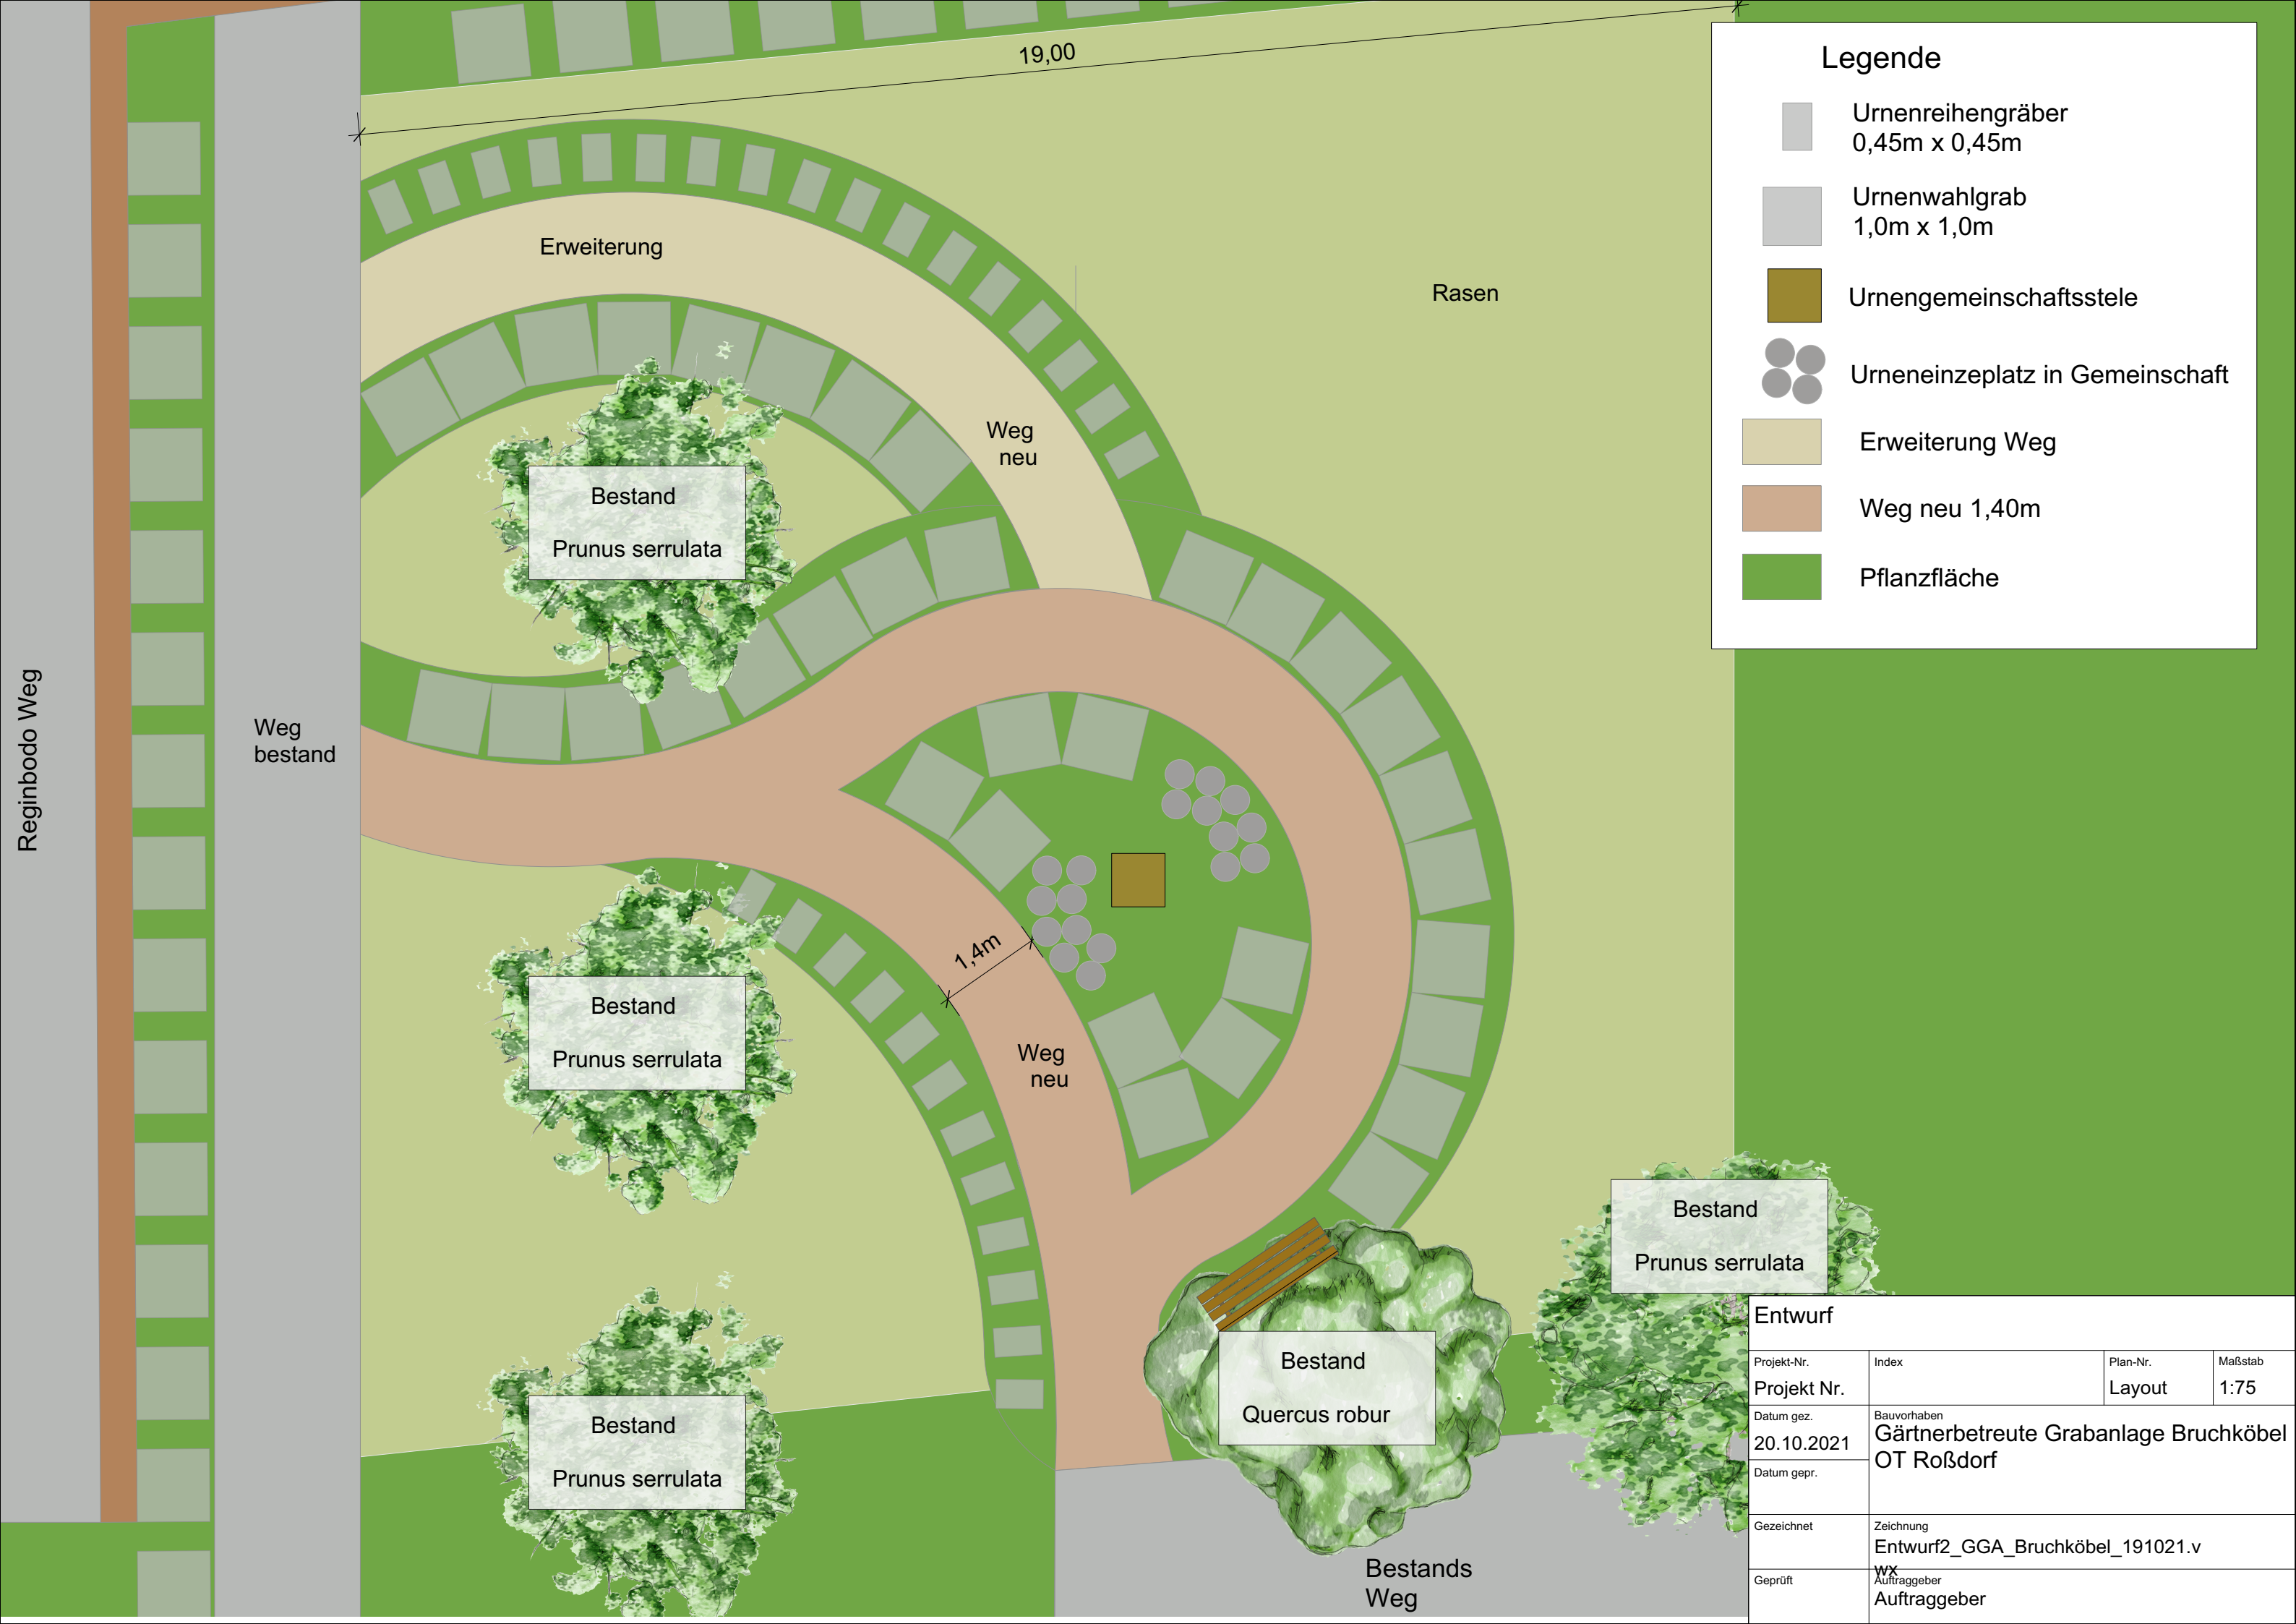 19,00
Legende
Urnenreihengräber
0,45m x 0,45m
Urnenwahlgrab
1,0m x 1,0m
Urnengemeinschaftsstele
Urneneinzeplatz in Gemeinschaft
Erweiterung Weg
Weg neu 1,40m
Pflanzfläche
Erweiterung
Rasen
Weg
neu
Bestand
Prunus serrulata
Reginbodo Weg
Weg
bestand
1,4m
Bestand
Prunus serrulata
Weg
neu
Bestand
Prunus serrulata
Bestand
Quercus robur
Bestand
Prunus serrulata
Bestands
Weg
Entwurf
Projekt-Nr.
Projekt Nr.
Index
Plan-Nr.
Layout
Maßstab
1:75
Datum gez.
20.10.2021
Bauvorhaben
Gärtnerbetreute Grabanlage Bruchköbel
OT Roßdorf
Datum gepr.
Gezeichnet
Zeichnung
Entwurf2_GGA_Bruchköbel_191021.v
wx
Geprüft
Auftraggeber
Auftraggeber